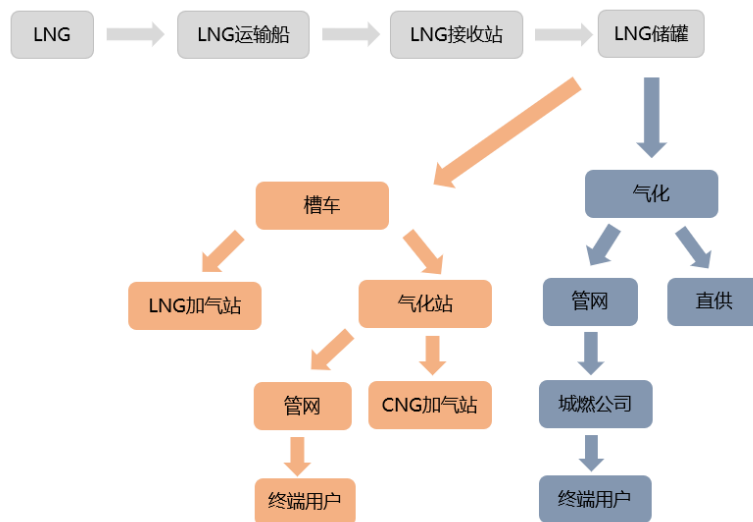 LNG
LNG运输船
LNG接收站
LNG储罐
槽车
气化
LNG加气站
气化站
管网
直供
管网
CNG加气站
城燃公司
终端用户
终端用户